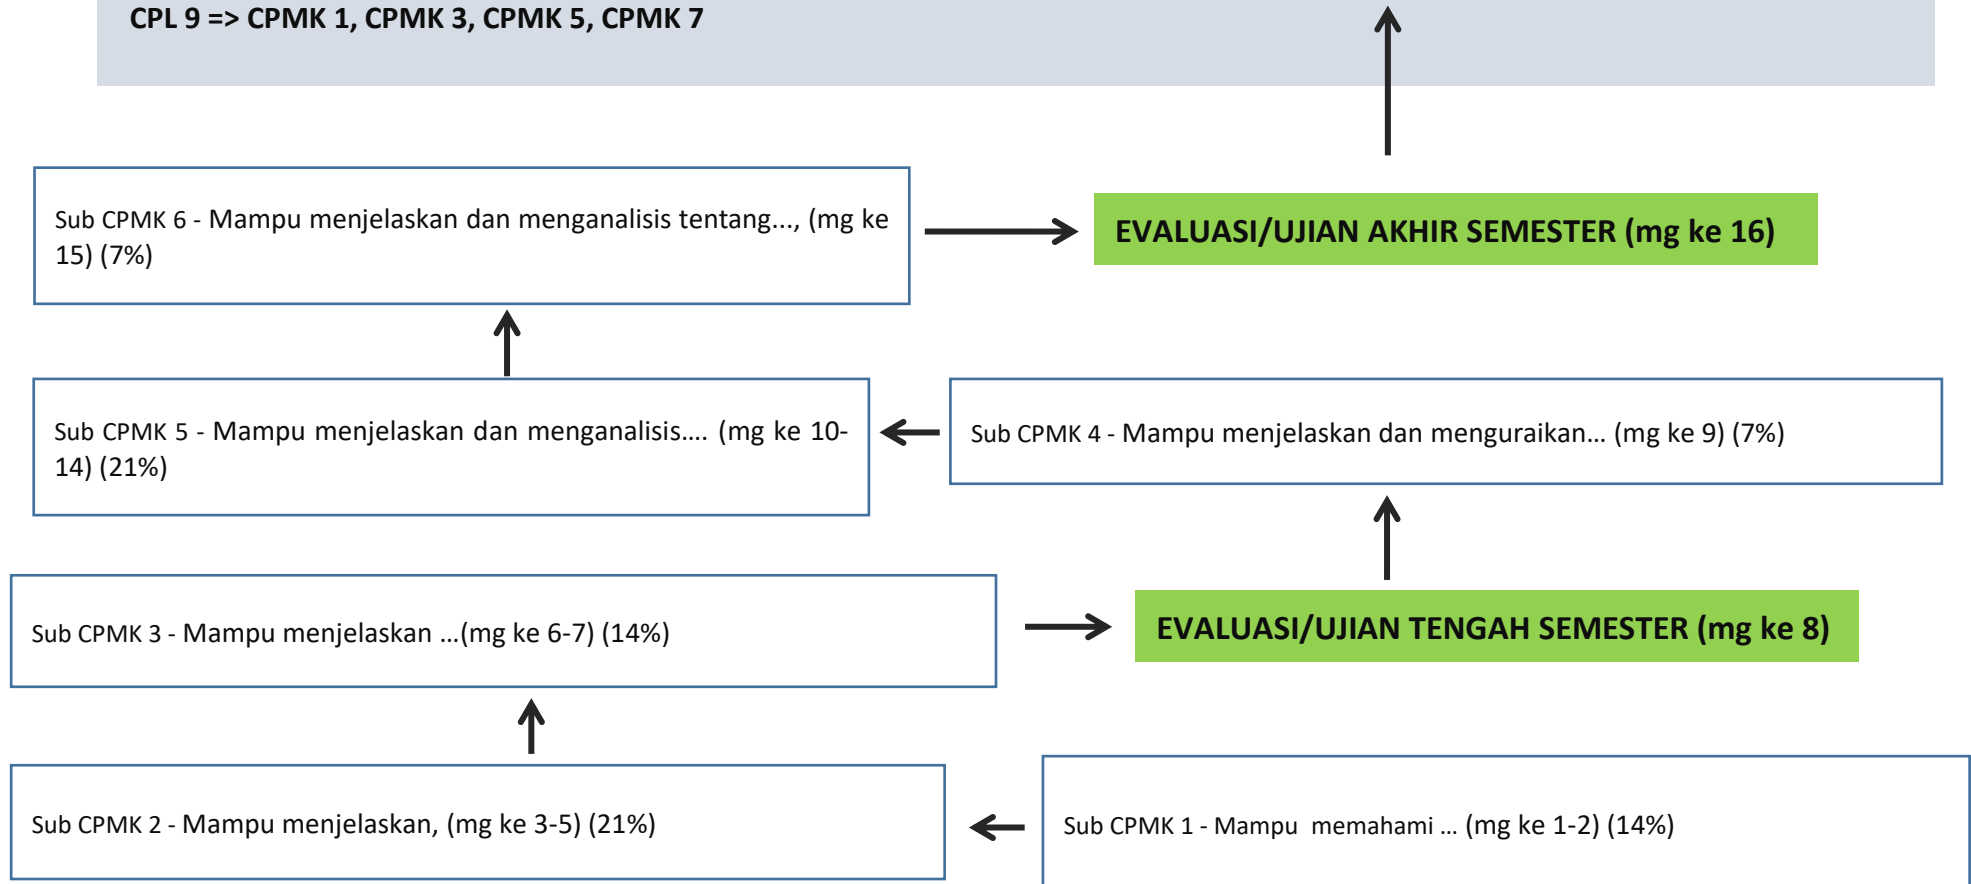 CPL 9 => CPMK 1, CPMK 3, CPMK 5, CPMK 7
Sub CPMK 6 - Mampu menjelaskan dan menganalisis tentang..., (mg ke
15) (7%)
EVALUASI/UJIAN AKHIR SEMESTER (mg ke 16)
Sub CPMK 5 - Mampu menjelaskan dan menganalisis.... (mg ke 10-
14) (21%)
Sub CPMK 4 - Mampu menjelaskan dan menguraikan... (mg ke 9) (7%)
Sub CPMK 3 - Mampu menjelaskan ...(mg ke 6-7) (14%)
EVALUASI/UJIAN TENGAH SEMESTER (mg ke 8)
Sub CPMK 2 - Mampu menjelaskan, (mg ke 3-5) (21%)
Sub CPMK 1 - Mampu  memahami ... (mg ke 1-2) (14%)